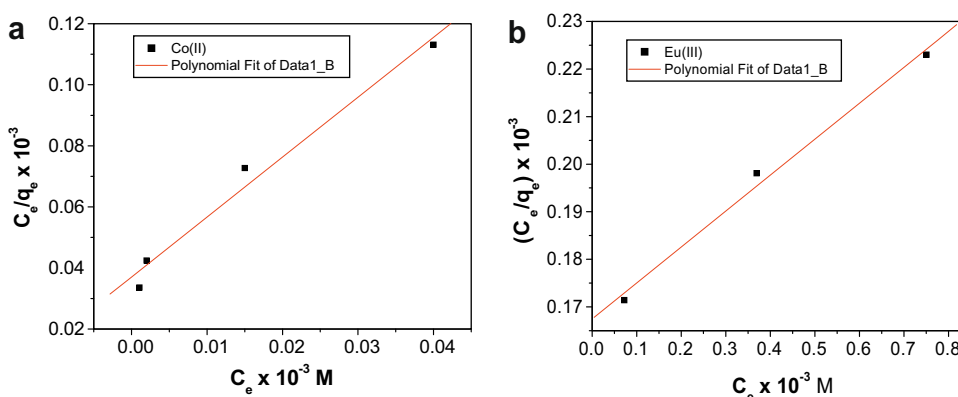 a
Co(II)
Polynomial Fit of Data1_B
0.12
0.10
0.08
0.06
0.04
0.02
Ce/qe x 10-3
0.00
0.01
0.02
0.03
0.04
Ce x 10-3 M
b
Eu(III)
Polynomial Fit of Data1_B
0.23
0.22
0.20
0.19
0.18
0.17
(Ce/qe) x 10-3
0.0
0.1
0.2
0.3
0.4
0.5
0.6
0.7
0.8
Ce x 10-3 M